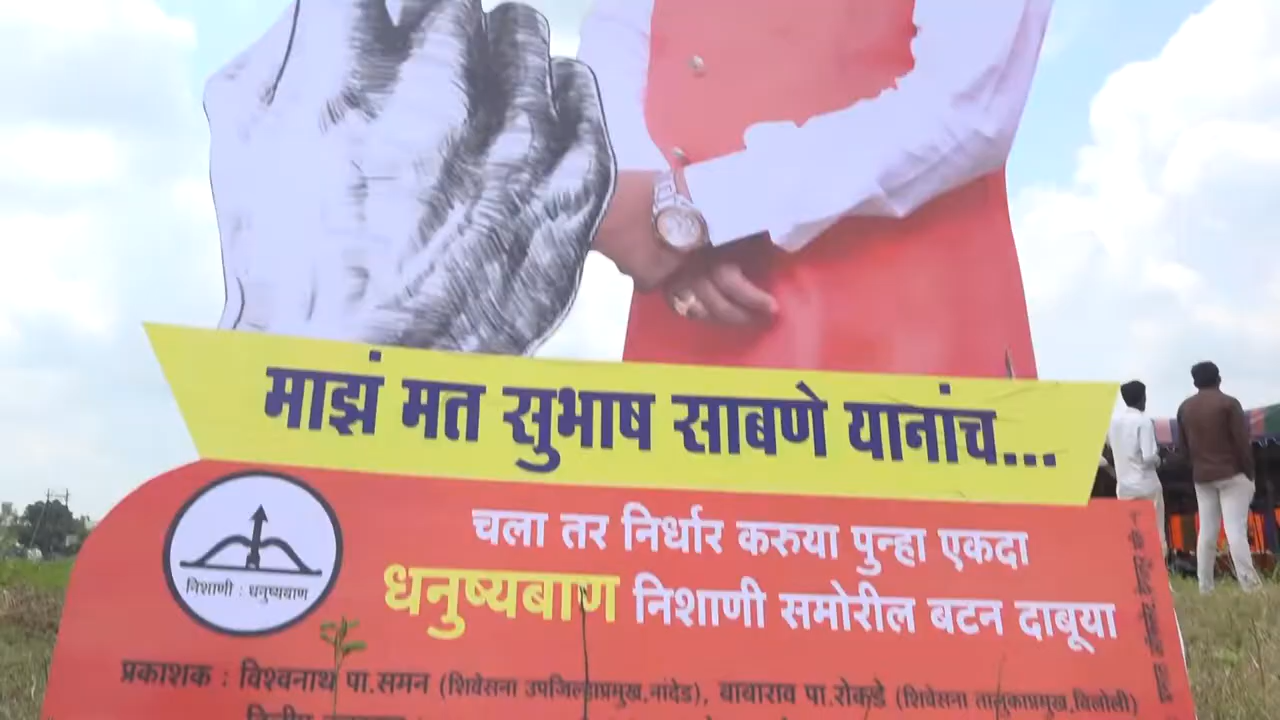 माझं मत सुभाष साबणे यानांच...
चला तर निर्धार करुया पुन्हा एकदा
धनुष्यबाण निशाणी समोरील बटन दाबूया
निशाणी : धनुष्यबाण
प्रकाशक : विश्वनाथ पा.समन (शिवसेना उपजिल्हाप्रमुख,नांदेड), बाबाराव पा.रोकडे (शिवसेना तालुकाप्रमुख,बिलोली)